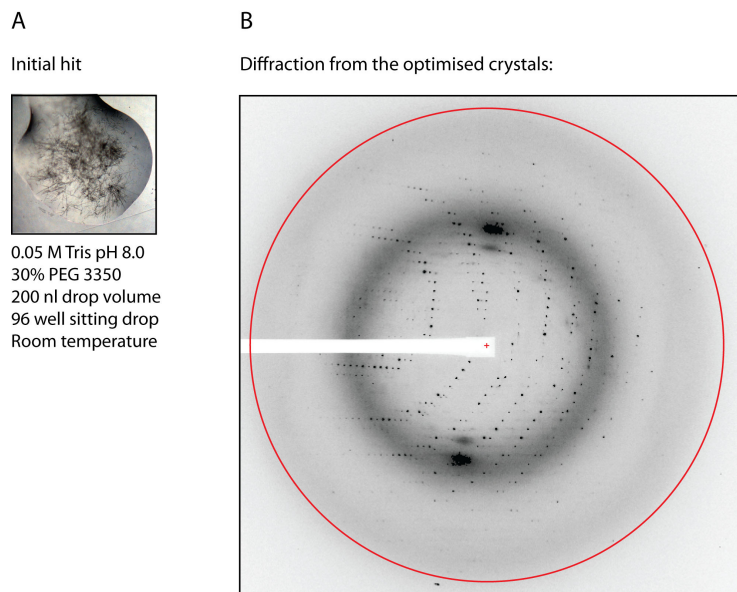 A
Initial hit
0.05 M Tris pH 8.0
30% PEG 3350
200 nl drop volume
96 well sitting drop
Room temperature
B
Diffraction from the optimised crystals: